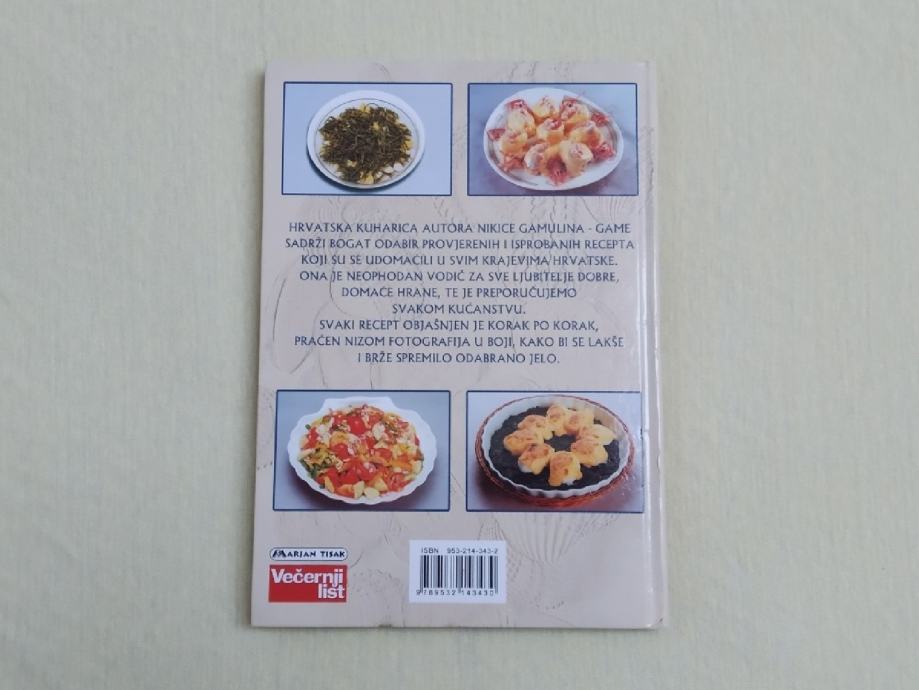 HRVATSKA KUHARICA AUTORA NIKICE GAMULINA - GAME
SADRŽI BOGAT ODABIR PROVJERENIH I ISPROBANIH RECEPTA
KOJI SU SE UDOMAĆILI U SVIM KRAJEVIMA HRVATSKE.
ONA JE NEOPHODAN VODIČ ZA SVE LJUBITELJE DOBRE,
DOMAĆE HRANE, TE JE PREPORUČUJEMO
SVAKOM KUĆANSTVU.
SVAKI RECEPT OBJAŠNJEN JE KORAK PO KORAK,
PRAĆEN NIZOM FOTOGRAFIJA U BOJI, KAKO BI SE LAKŠE
I BRŽE SPREMILO ODABRANO JELO.
MARJAN TISAK
Večernji
list
ISBN 953-214-343-2
9789532143430